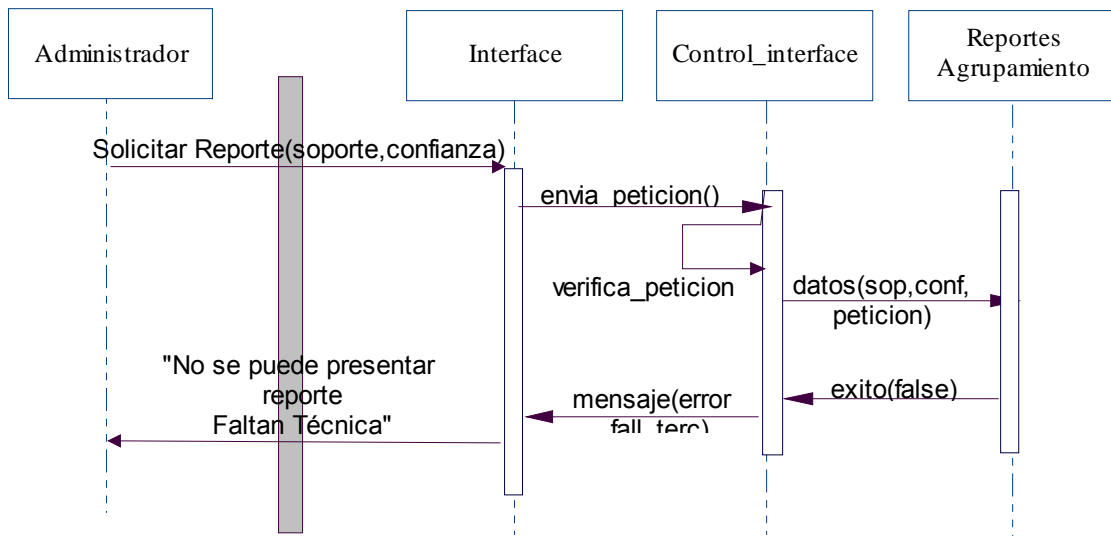 Administrador
Interface
Control_interface
Reportes
Agrupamiento
Solicitar Reporte(soporte,confianza)
envia_peticion()
verifica_peticion
datos(sop,conf,
peticion)
exito(false)
mensaje(error
fall_terc)
"No se puede presentar
reporte
Faltan Técnica"